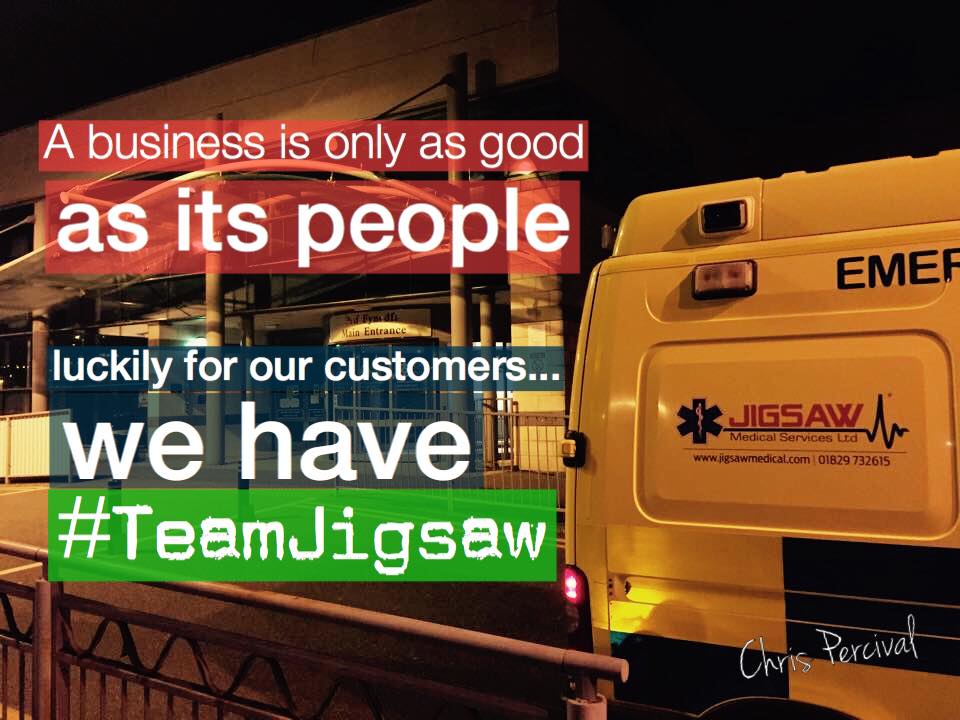 A business is only as good
as its people
luckily for our customers...
we have
#TeamJigsaw
Main Entrance
EMER
JIGSAW
Medical Services Ltd
www.jigsawmedical.com | 01829 732615
Chris Percival